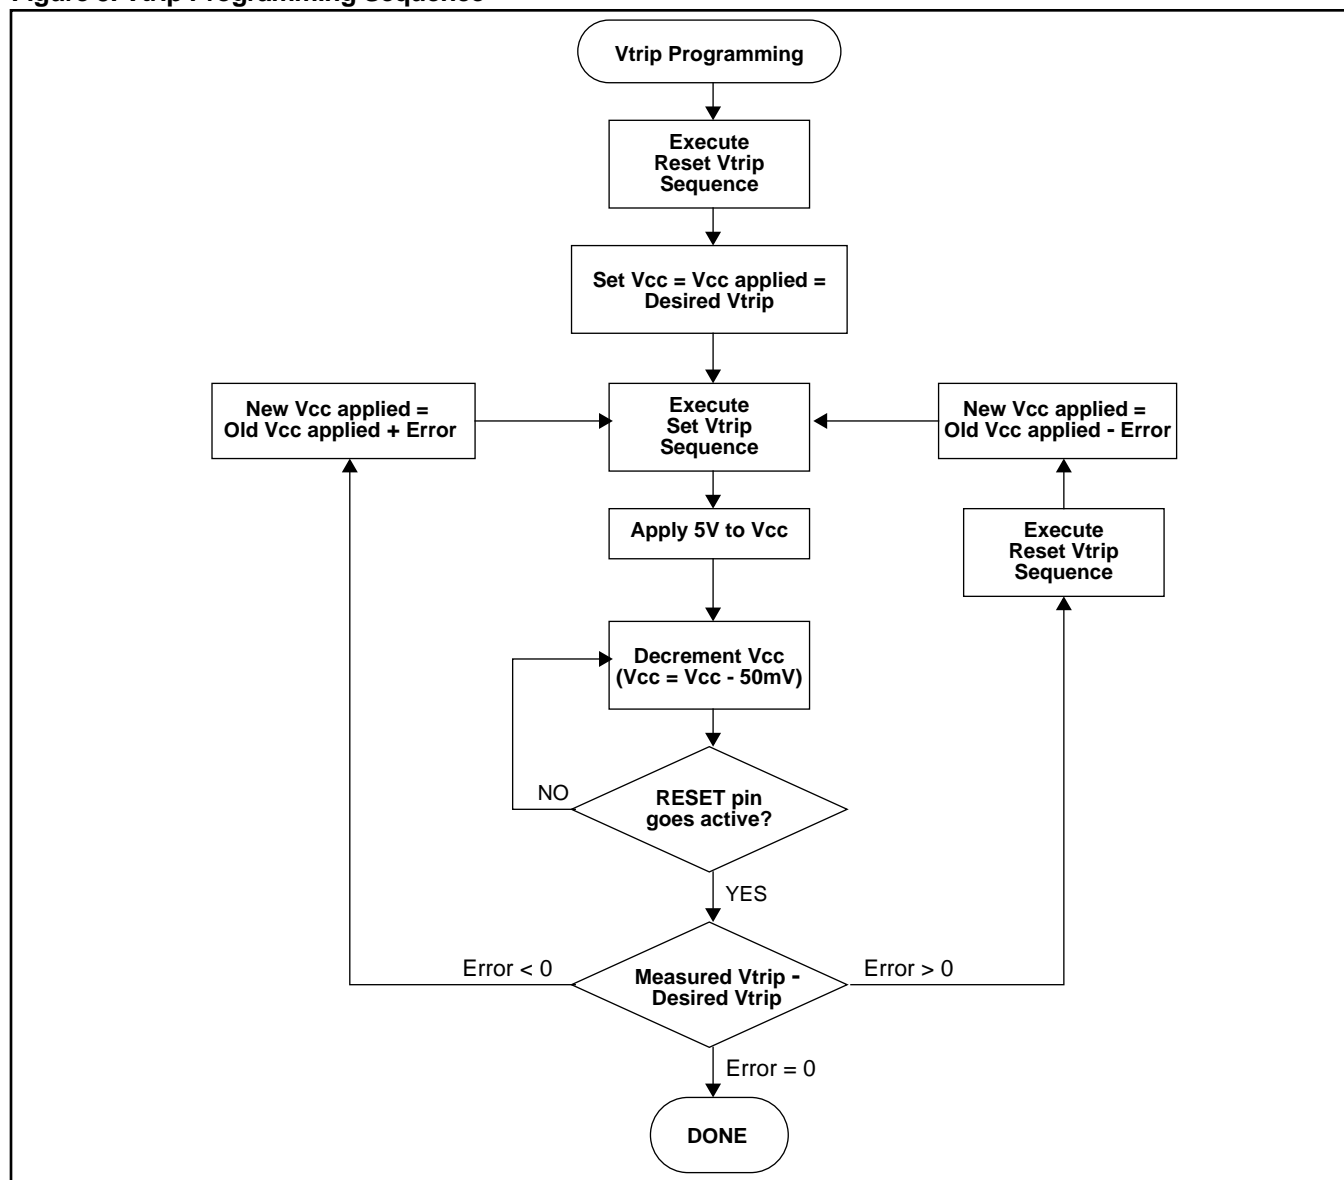 Vtrip Programming
Execute
Reset Vtrip
Sequence
Set Vcc = Vcc applied =
Desired Vtrip
New Vcc applied =
Old Vcc applied + Error
Execute
Set Vtrip
Sequence
New Vcc applied =
Old Vcc applied - Error
Apply 5V to Vcc
Execute
Reset Vtrip
Sequence
Decrement Vcc
(Vcc = Vcc - 50mV)
NO
RESET pin
goes active?
YES
Error < 0
Measured Vtrip -
Desired Vtrip
Error > 0
Error = 0
DONE